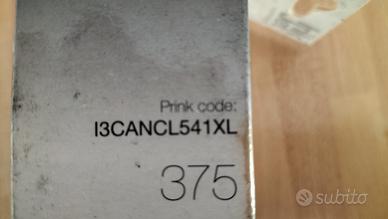 Prink code:
I3CANCL541XL
375
subito